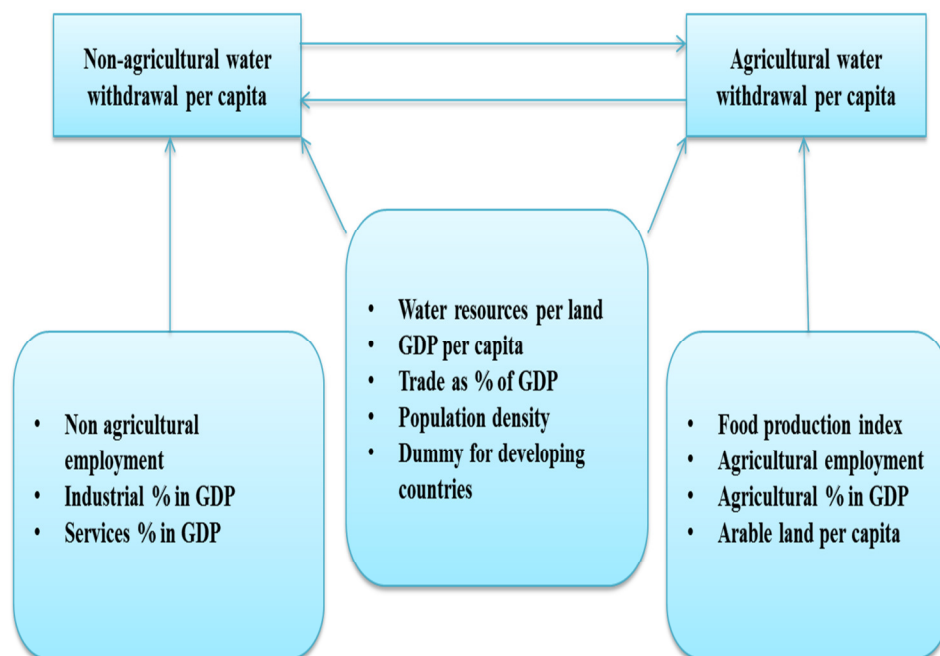 Non-agricultural water
withdrawal per capita
Agricultural water
withdrawal per capita
• Non agricultural
employment
• Industrial % in GDP
• Services % in GDP
• Water resources per land
• GDP per capita
• Trade as % of GDP
• Population density
• Dummy for developing
countries
• Food production index
• Agricultural employment
• Agricultural % in GDP
• Arable land per capita